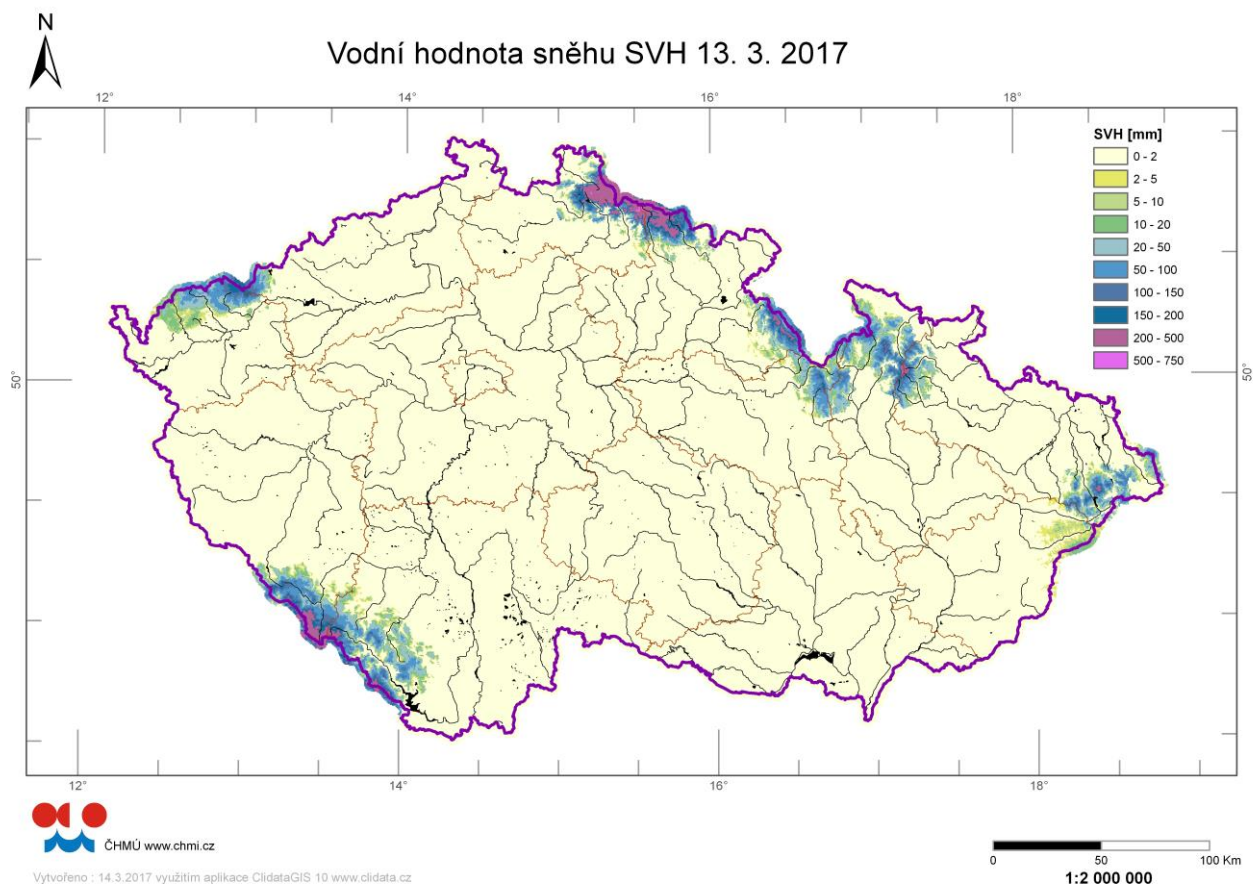 N
Vodní hodnota sněhu SVH 13. 3. 2017
12° 14° 16° 18°
SVH [mm]
0 - 2
2 - 5
5 - 10
10 - 20
20 - 50
50 - 100
100 - 150
150 - 200
200 - 500
500 - 750
50° 50°
12° 14° 16° 18°
ČHMÚ www.chmi.cz
0 50 100 Km
1:2 000 000
Vytvořeno : 14.3.2017 využitím aplikace ClidataGIS 10 www.clidata.cz